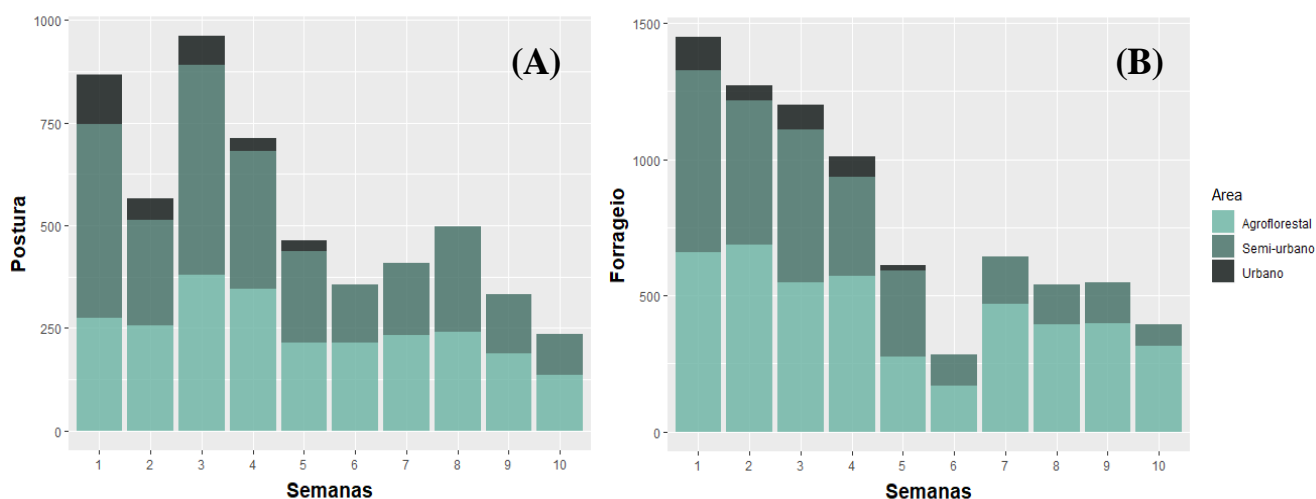 (A)
Postura
1000
750
500
250
0
1 2 3 4 5 6 7 8 9 10
Semanas
(B)
Forrageio
1500
1000
500
0
1 2 3 4 5 6 7 8 9 10
Semanas
Area
Agroflorestal
Semi-urbano
Urbano